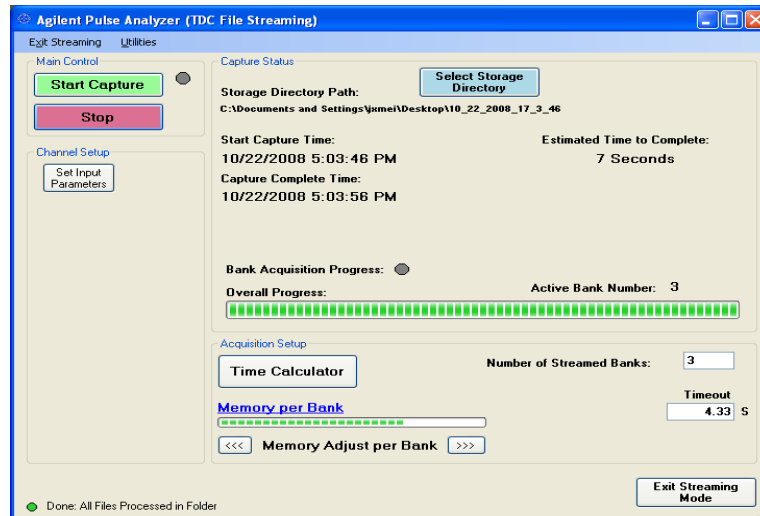 Agilent Pulse Analyzer (TDC File Streaming)
Exit Streaming Utilities
Main Control
Start Capture
Stop
Channel Setup
Set Input
Parameters
Capture Status
Select Storage
Directory
Storage Directory Path:
C:\Documents and Settings\jxmei\Desktop\10_22_2008_17_3_46
Start Capture Time:
10/22/2008 5:03:46 PM
Estimated Time to Complete:
7 Seconds
Capture Complete Time:
10/22/2008 5:03:56 PM
Bank Acquisition Progress:
Active Bank Number: 3
Overall Progress:
Acquisition Setup
Time Calculator
Number of Streamed Banks: 3
Memory per Bank
Timeout
4.33 S
<<< Memory Adjust per Bank >>>
Exit Streaming
Mode
Done: All Files Processed in Folder